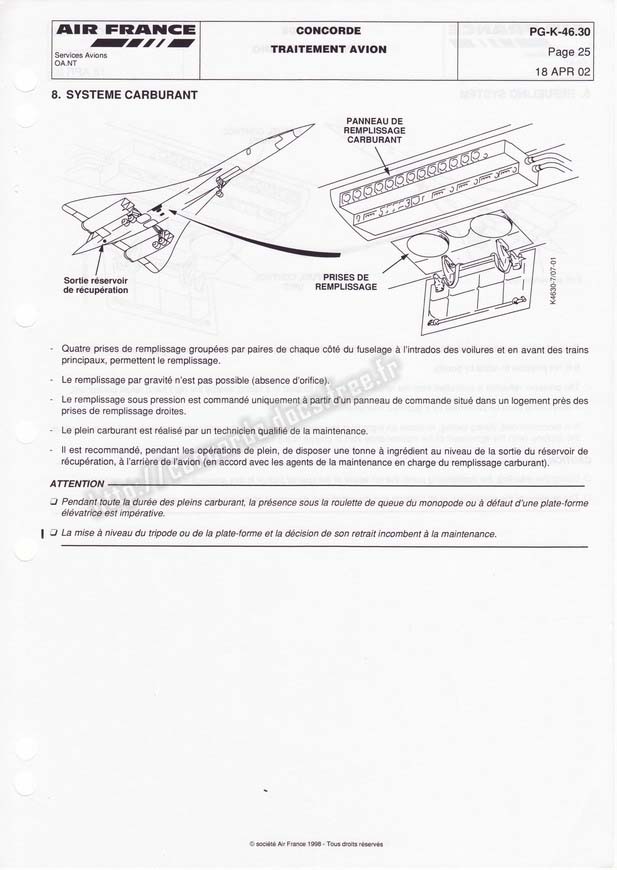 AIR FRANCE
Services Avions
OA.NT
CONCORDE
TRAITEMENT AVION
PG-K-46.30
Page 25
18 APR 02
8. SYSTEME CARBURANT
PANNEAU DE
REMPLISSAGE
CARBURANT
Sortie réservoir
de récupération
PRISES DE
REMPLISSAGE
K4630-7/07-01
- Quatre prises de remplissage groupées par paires de chaque côté du fuselage à l'intrados des voilures et en avant des trains
principaux, permettent le remplissage.
- Le remplissage par gravité n'est pas possible (absence d'orifice).
- Le remplissage sous pression est commandé uniquement à partir d'un panneau de commande situé dans un logement près des
prises de remplissage droites.
- Le plein carburant est réalisé par un technicien qualifié de la maintenance.
- Il est recommandé, pendant les opérations de plein, de disposer une tonne à ingrédient au niveau de la sortie du réservoir de
récupération, à l'arrière de l'avion (en accord avec les agents de la maintenance en charge du remplissage carburant).
ATTENTION
❑ Pendant toute la durée des pleins carburant, la présence sous la roulette de queue du monopode ou à défaut d'une plate-forme
élévatrice est impérative.
❑ La mise à niveau du tripode ou de la plate-forme et la décision de son retrait incombent à la maintenance.
http://concorde.docs.free.fr
© société Air France 1998 - Tous droits réservés